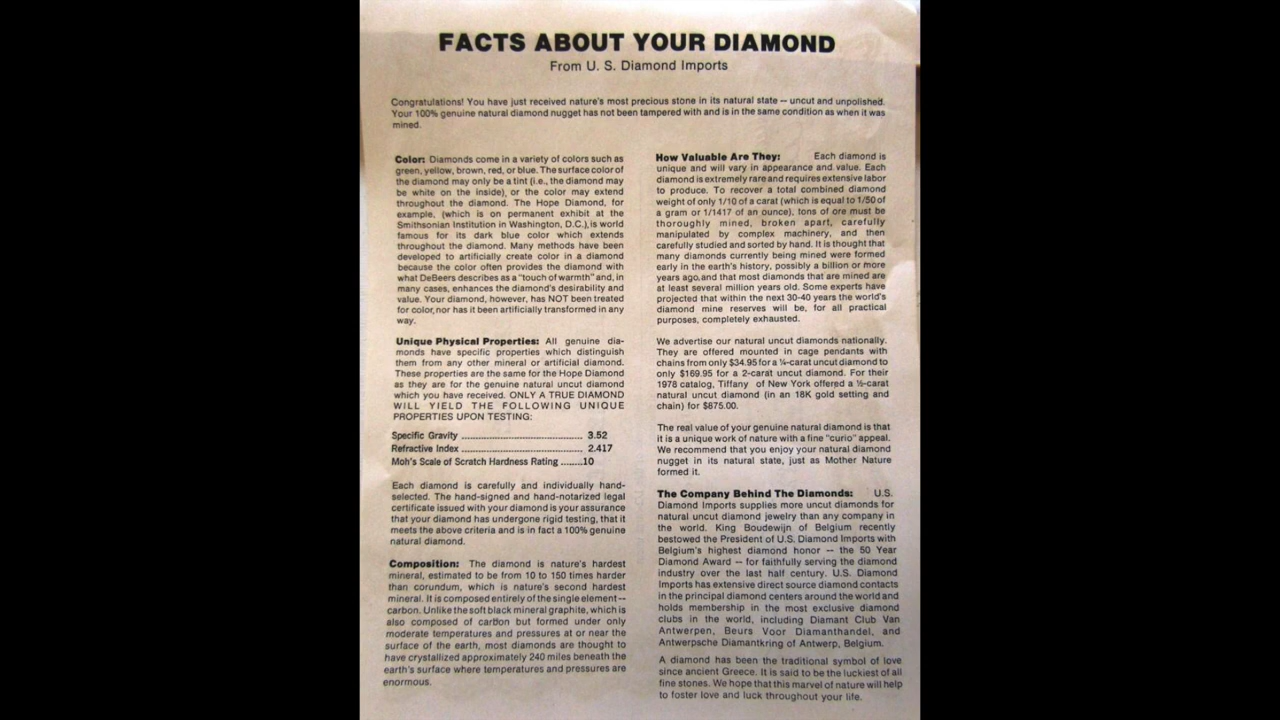 FACTS ABOUT YOUR DIAMOND
From U. S. Diamond Imports
Congratulations! You have just received nature's most precious stone in its natural state -- uncut and unpolished.
Your 100% genuine natural diamond nugget has not been tampered with and is in the same condition as when it was
mined.
Color: Diamonds come in a variety of colors such as
green, yellow, brown, red, or blue. The surface color of
the diamond may only be a tint (i.e., the diamond may
be white on the inside), or the color may extend
throughout the diamond. The Hope Diamond, for
example, (which is on permanent exhibit at the
Smithsonian Institution in Washington, D.C.), is world
famous for its dark blue color which extends
throughout the diamond. Many methods have been
developed to artificially create color in a diamond
because the color often provides the diamond with
what DeBeers describes as a "touch of warmth" and, in
many cases, enhances the diamond's desirability and
value. Your diamond, however, has NOT been treated
for color, nor has it been artificially transformed in any
way.
Unique Physical Properties: All genuine dia-
monds have specific properties which distinguish
them from any other mineral or artificial diamond.
These properties are the same for the Hope Diamond
as they are for the genuine natural uncut diamond
which you have received. ONLY A TRUE DIAMOND
WILL YIELD THE FOLLOWING UNIQUE
PROPERTIES UPON TESTING:
Specific Gravity ................................... 3.52
Refractive Index ................................... 2.417
Moh's Scale of Scratch Hardness Rating ........10
Each diamond is carefully and individually hand-
selected. The hand-signed and hand-notarized legal
certificate issued with your diamond is your assurance
that your diamond has undergone rigid testing, that it
meets the above criteria and is in fact a 100% genuine
natural diamond.
Composition: The diamond is nature's hardest
mineral, estimated to be from 10 to 150 times harder
than corundum, which is nature's second hardest
mineral. It is composed entirely of the single element --
carbon. Unlike the soft black mineral graphite, which is
also composed of carbon but formed under only
moderate temperatures and pressures at or near the
surface of the earth, most diamonds are thought to
have crystallized approximately 240 miles beneath the
earth's surface where temperatures and pressures are
enormous.
How Valuable Are They: Each diamond is
unique and will vary in appearance and value. Each
diamond is extremely rare and requires extensive labor
to produce. To recover a total combined diamond
weight of only 1/10 of a carat (which is equal to 1/50 of
a gram or 1/1417 of an ounce), tons of ore must be
thoroughly mined, broken apart, carefully
manipulated by complex machinery, and then
carefully studied and sorted by hand. It is thought that
many diamonds currently being mined were formed
early in the earth's history, possibly a billion or more
years ago, and that most diamonds that are mined are
at least several million years old. Some experts have
projected that within the next 30-40 years the world's
diamond mine reserves will be, for all practical
purposes, completely exhausted.
We advertise our natural uncut diamonds nationally.
They are offered mounted in cage pendants with
chains from only $34.95 for a ¼-carat uncut diamond to
only $169.95 for a 2-carat uncut diamond. For their
1978 catalog, Tiffany of New York offered a ½-carat
natural uncut diamond (in an 18K gold setting and
chain) for $875.00.
The real value of your genuine natural diamond is that
it is a unique work of nature with a fine "curio" appeal.
We recommend that you enjoy your natural diamond
nugget in its natural state, just as Mother Nature
formed it.
The Company Behind The Diamonds: U.S.
Diamond Imports supplies more uncut diamonds for
natural uncut diamond jewelry than any company in
the world. King Boudewijn of Belgium recently
bestowed the President of U.S. Diamond Imports with
Belgium's highest diamond honor -- the 50 Year
Diamond Award -- for faithfully serving the diamond
industry over the last half century. U.S. Diamond
Imports has extensive direct source diamond contacts
in the principal diamond centers around the world and
holds membership in the most exclusive diamond
clubs in the world, including Diamant Club Van
Antwerpen, Beurs Voor Diamanthandel, and
Antwerpsche Diamantkring of Antwerp, Belgium.
A diamond has been the traditional symbol of love
since ancient Greece. It is said to be the luckiest of all
fine stones. We hope that this marvel of nature will help
to foster love and luck throughout your life.